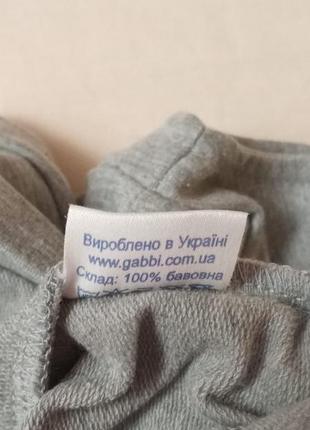 Вироблено в Україні
www.gabbi.com.ua
Склад: 100% бавовна